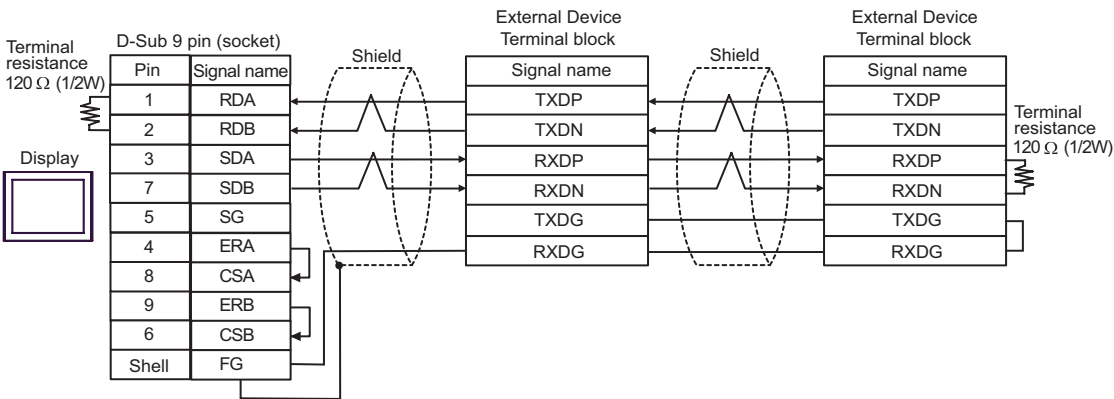 External Device
Terminal block
External Device
Terminal block
Terminal
resistance
120 Ω (1/2W)
D-Sub 9 pin (socket)
Shield
Shield
Pin Signal name
Signal name
Signal name
1 RDA TXDP TXDP
2 RDB TXDN TXDN
Terminal
resistance
120 Ω (1/2W)
Display
3 SDA RXDP RXDP
7 SDB RXDN RXDN
5 SG TXDG TXDG
4 ERA RXDG RXDG
8 CSA
9 ERB
6 CSB
Shell FG